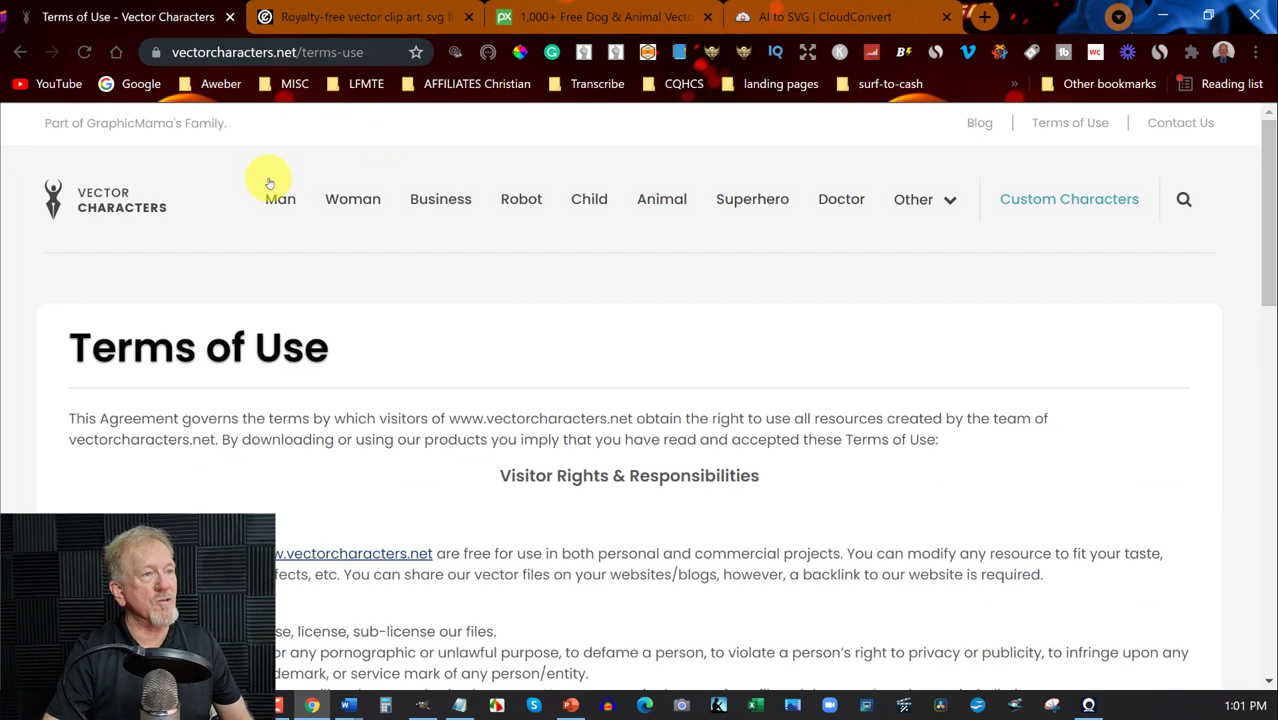 Terms of Use - Vector Characters
Royalty-free vector clip art, svg fi
1,000+ Free Dog & Animal Vecto
AI to SVG | CloudConvert
vectorcharacters.net/terms-use
YouTube Google Aweber MISC LFMTE AFFILIATES Christian Transcribe CQHCS landing pages surf-to-cash » Other bookmarks Reading list
Part of GraphicMama's Family.
Blog | Terms of Use | Contact Us
VECTOR
CHARACTERS
Man Woman Business Robot Child Animal Superhero Doctor Other Custom Characters
Terms of Use
This Agreement governs the terms by which visitors of www.vectorcharacters.net obtain the right to use all resources created by the team of
vectorcharacters.net. By downloading or using our products you imply that you have read and accepted these Terms of Use:
Visitor Rights & Responsibilities
w.vectorcharacters.net are free for use in both personal and commercial projects. You can modify any resource to fit your taste,
fects, etc. You can share our vector files on your websites/blogs, however, a backlink to our website is required.
se, license, sub-license our files.
or any pornographic or unlawful purpose, to defame a person, to violate a person's right to privacy or publicity, to infringe upon any
demark, or service mark of any person/entity.
1:01 PM